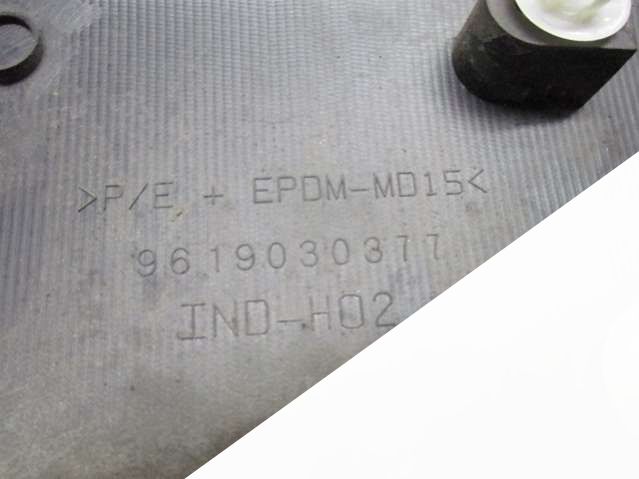 >P/E + EPDM-MD15<
9619030377
IND-H02